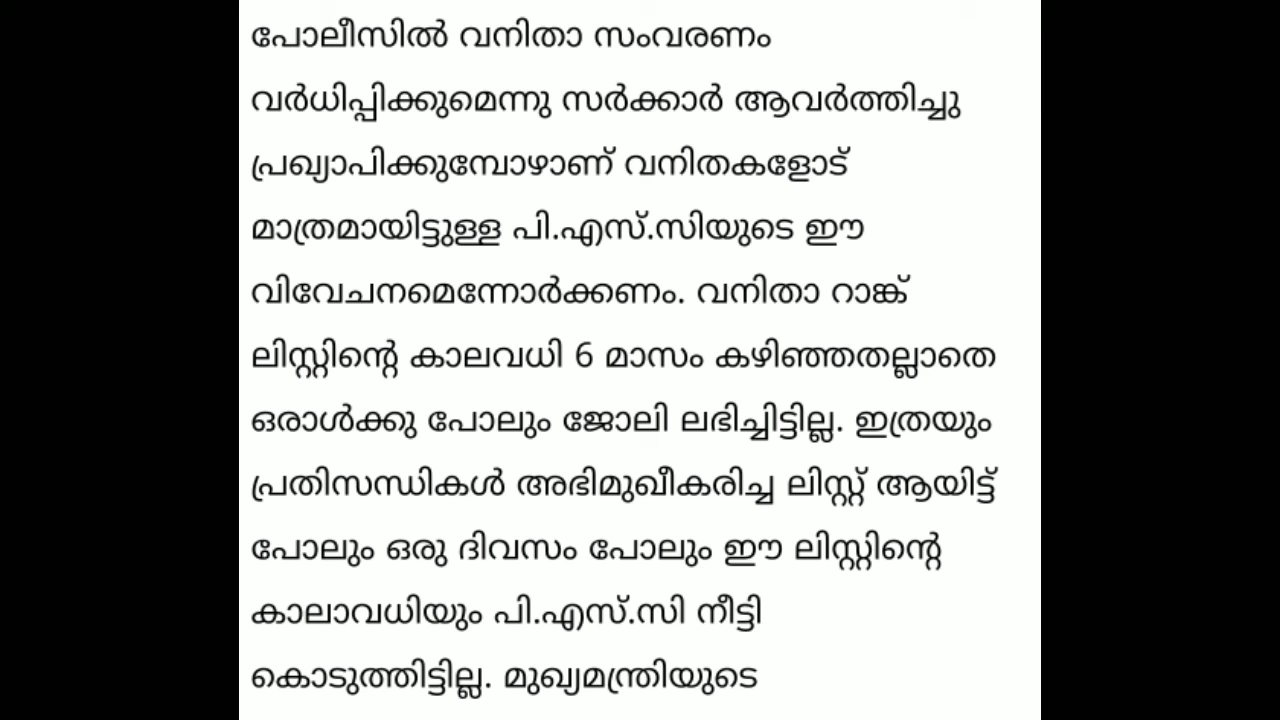 പോലീസിൽ വനിതാ സംവരണം
വർധിപ്പിക്കുമെന്നു സർക്കാർ ആവർത്തിച്ചു
പ്രഖ്യാപിക്കുമ്പോഴാണ് വനിതകളോട്
മാത്രമായിട്ടുള്ള പി.എസ്.സിയുടെ ഈ
വിവേചനമെന്നോർക്കണം. വനിതാ റാങ്ക്
ലിസ്റ്റിന്റെ കാലവധി 6 മാസം കഴിഞ്ഞതല്ലാതെ
ഒരാൾക്കു പോലും ജോലി ലഭിച്ചിട്ടില്ല. ഇത്രയും
പ്രതിസന്ധികൾ അഭിമുഖീകരിച്ച ലിസ്റ്റ് ആയിട്ട്
പോലും ഒരു ദിവസം പോലും ഈ ലിസ്റ്റിന്റെ
കാലാവധിയും പി.എസ്.സി നീട്ടി
കൊടുത്തിട്ടില്ല. മുഖ്യമന്ത്രിയുടെ